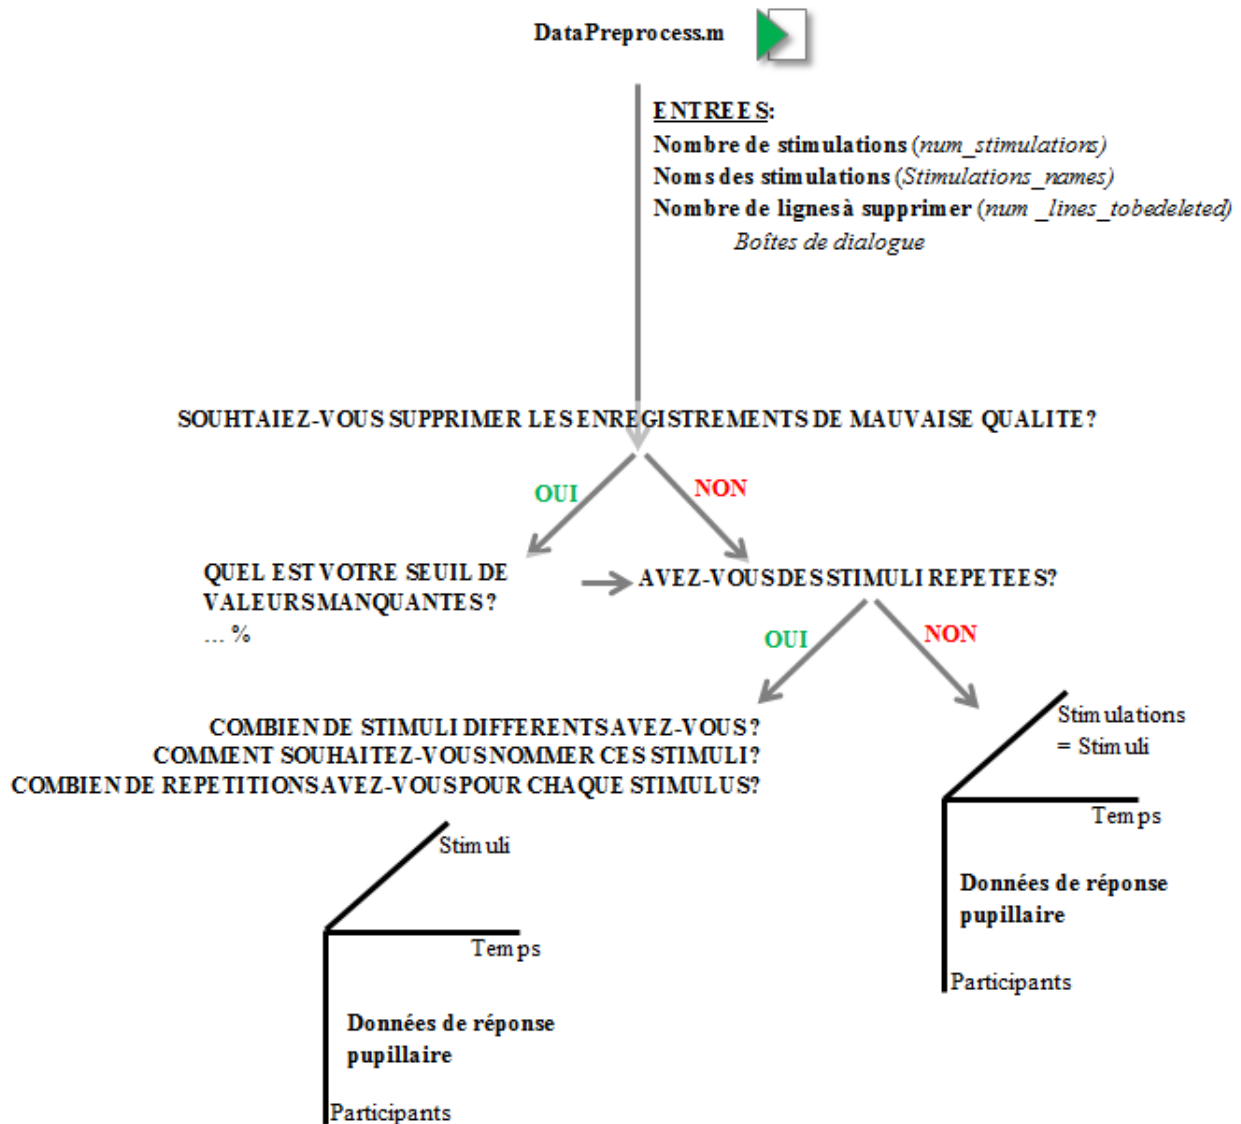 DataPreprocess.m
ENTREES:
Nombre de stimulations (num_stimulations)
Noms des stimulations (Stimulations_names)
Nombre de lignes à supprimer (num _lines_tobedeleted)
Boîtes de dialogue
SOUHTAIEZ-VOUS SUPPRIMER LES ENREGISTREMENTS DE MAUVAISE QUALITE?
OUI
NON
QUEL EST VOTRE SEUIL DE
VALEURS MANQUANTES?
... %
AVEZ-VOUS DES STIMULI REPETEES?
OUI
NON
COMBIEN DE STIMULI DIFFERENTS AVEZ-VOUS?
COMMENT SOUHAITEZ-VOUS NOMMER CES STIMULI?
COMBIEN DE REPETITIONS AVEZ-VOUS POUR CHAQUE STIMULUS?
Stimulations
= Stimuli
Temps
Données de réponse
pupillaire
Participants
Stimuli
Temps
Données de réponse
pupillaire
Participants